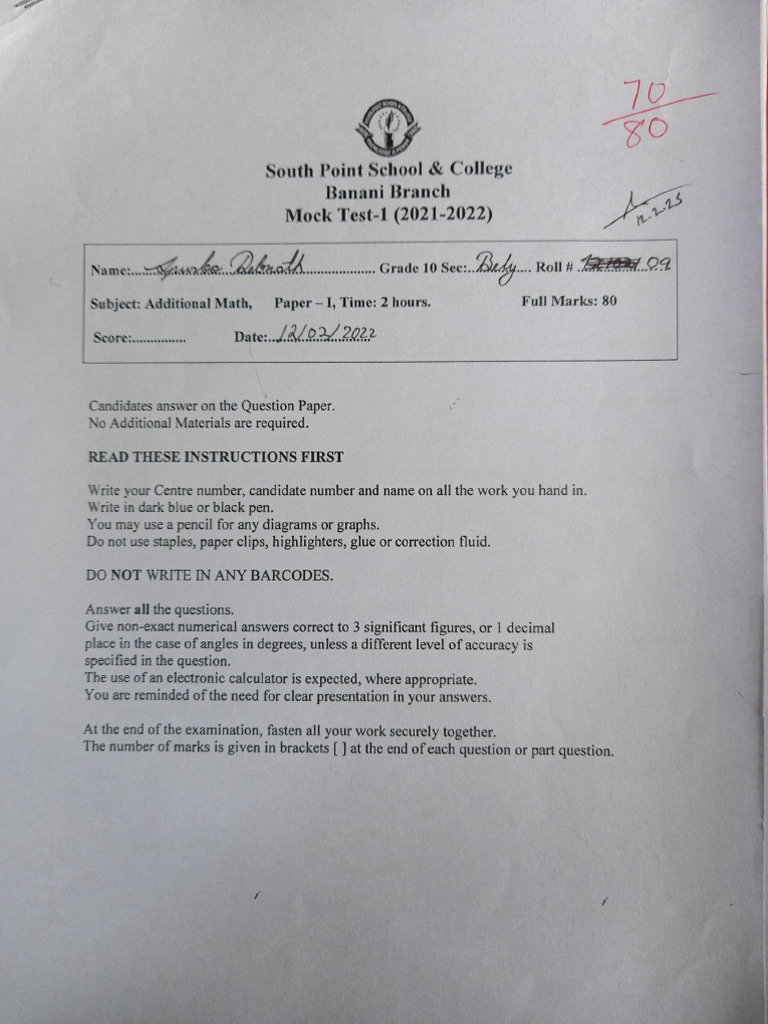 70
80
South Point School & College
Banani Branch
Mock Test-1 (2021-2022)
12.2.25
Name:.... Debnath.................. Grade 10 Sec:.. .... Roll #.... 09
Subject: Additional Math, Paper – I, Time: 2 hours. Full Marks: 80
Score:............... Date:..12/02/2022
Candidates answer on the Question Paper.
No Additional Materials are required.
READ THESE INSTRUCTIONS FIRST
Write your Centre number, candidate number and name on all the work you hand in.
Write in dark blue or black pen.
You may use a pencil for any diagrams or graphs.
Do not use staples, paper clips, highlighters, glue or correction fluid.
DO NOT WRITE IN ANY BARCODES.
Answer all the questions.
Give non-exact numerical answers correct to 3 significant figures, or 1 decimal
place in the case of angles in degrees, unless a different level of accuracy is
specified in the question.
The use of an electronic calculator is expected, where appropriate.
You are reminded of the need for clear presentation in your answers.
At the end of the examination, fasten all your work securely together.
The number of marks is given in brackets [ ] at the end of each question or part question.